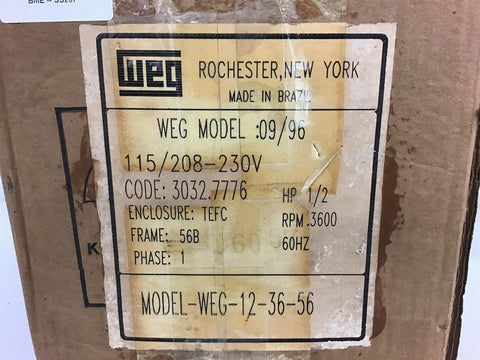 weg
ROCHESTER,NEW YORK
MADE IN BRAZIL
WEG MODEL :09/96
115/208-230V
CODE: 3032.7776
HP 1/2
ENCLOSURE: TEFC
RPM.3600
FRAME: 56B
60HZ
PHASE: 1
MODEL-WEG-12-36-56